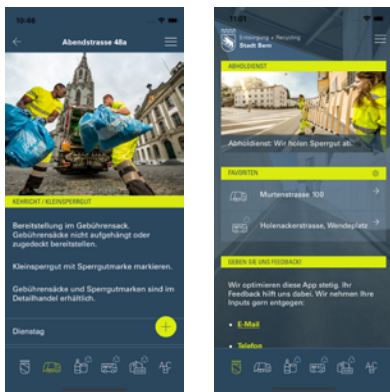 10:46
Abendstrasse 48a
KEHRICHT / KLEINSPERRGUT
Bereitstellung im Gebührensack.
Gebührensäcke nicht aufgehängt oder
zugedeckt bereitstellen.
Kleinsperrgut mit Sperrgutmarke markieren.
Gebührensäcke und Sperrgutmarken sind im
Detailhandel erhältlich.
Dienstag
11:01
Entsorgung + Recycling
Stadt Bern
ABHOLDIENST
Abholdienst: Wir holen Sperrgut ab.
FAVORITEN
Murtenstrasse 100
Holenackerstrasse, Wendeplatz
GEBEN SIE UNS FEEDBACK!
Wir optimieren diese App stetig. Ihr
Feedback hilft uns dabei. Wir nehmen Ihre
Inputs gern entgegen:
• E-Mail
• Telefon